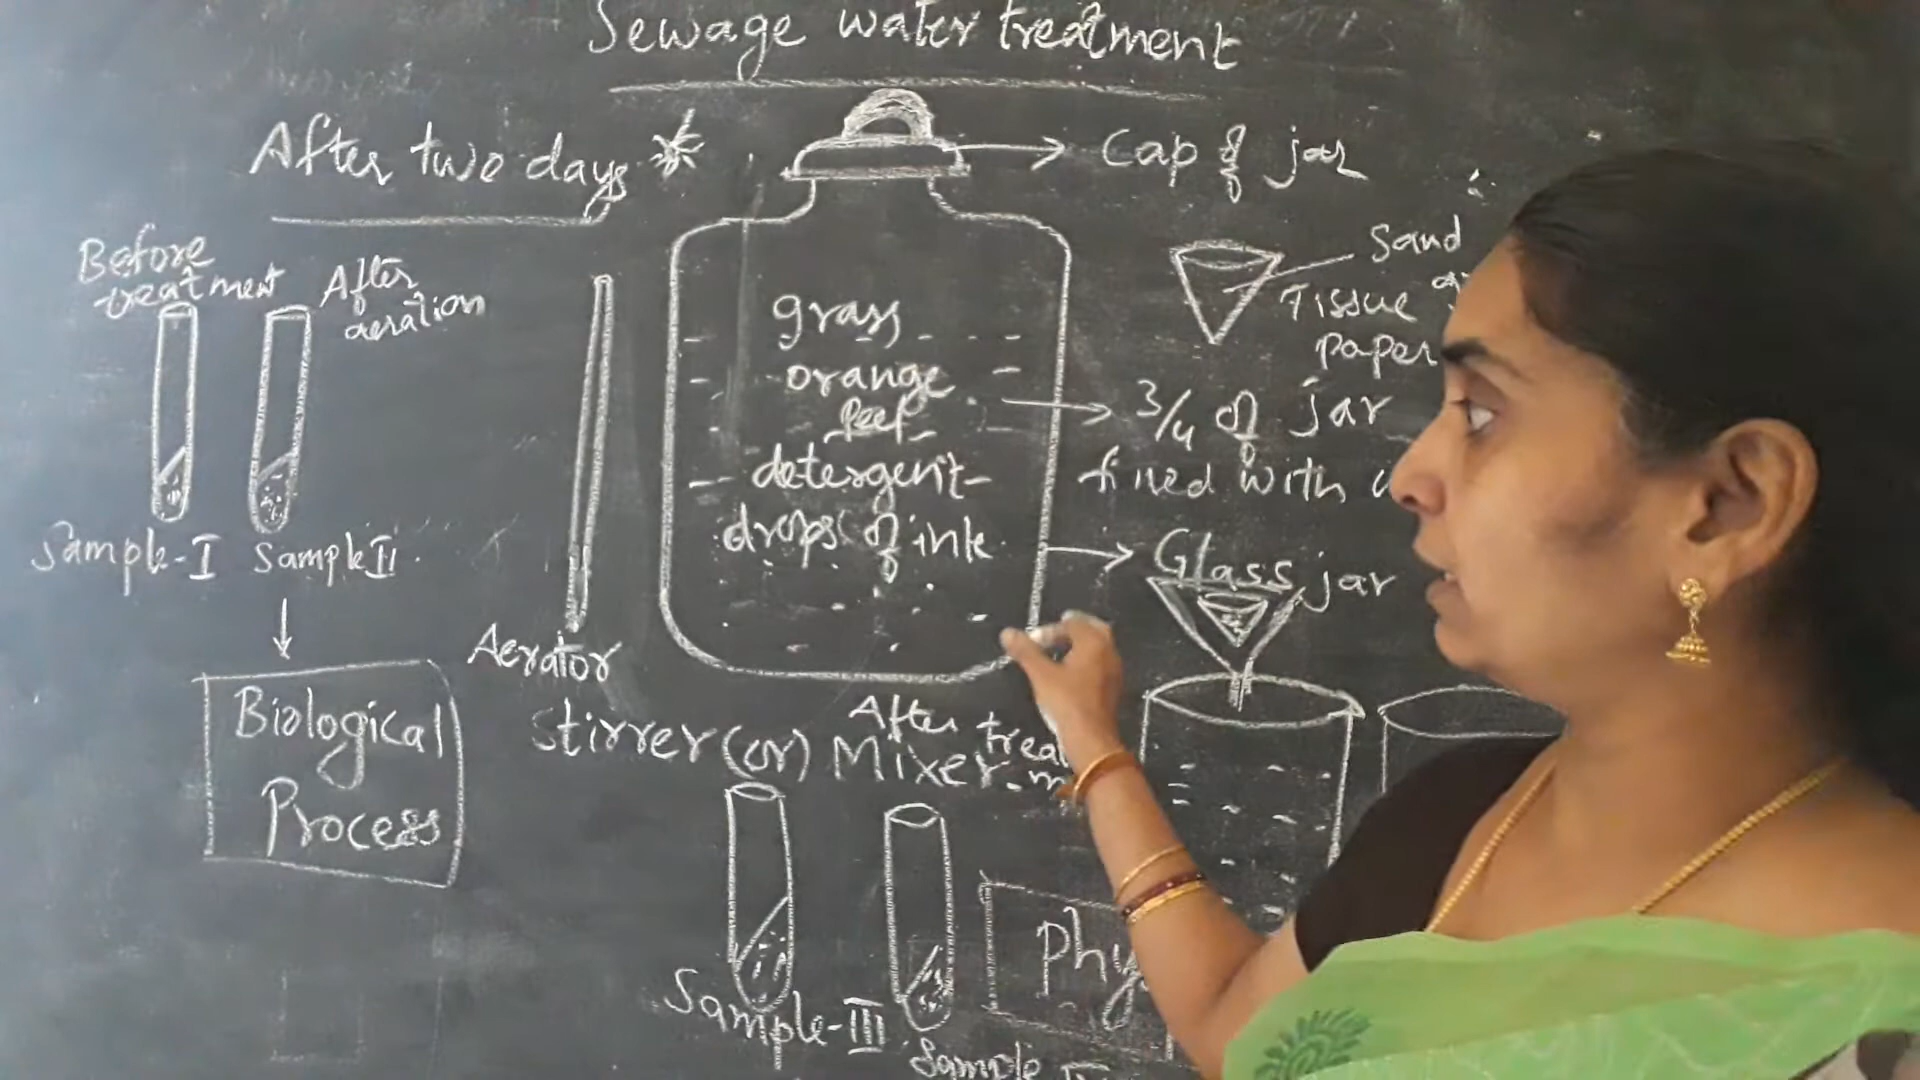 Sewage water treatment
After two days
Cap of jar
Before
treatment
After
aeration
Sand
Tissue
paper
grass
orange
Peel
detergent
drops of ink
3/4 of jar
filled with
Glass jar
Sample-I
Sample II
Aerator
Stirrer (or) Mixer
After
Biological
Process
Sample-III
Sample